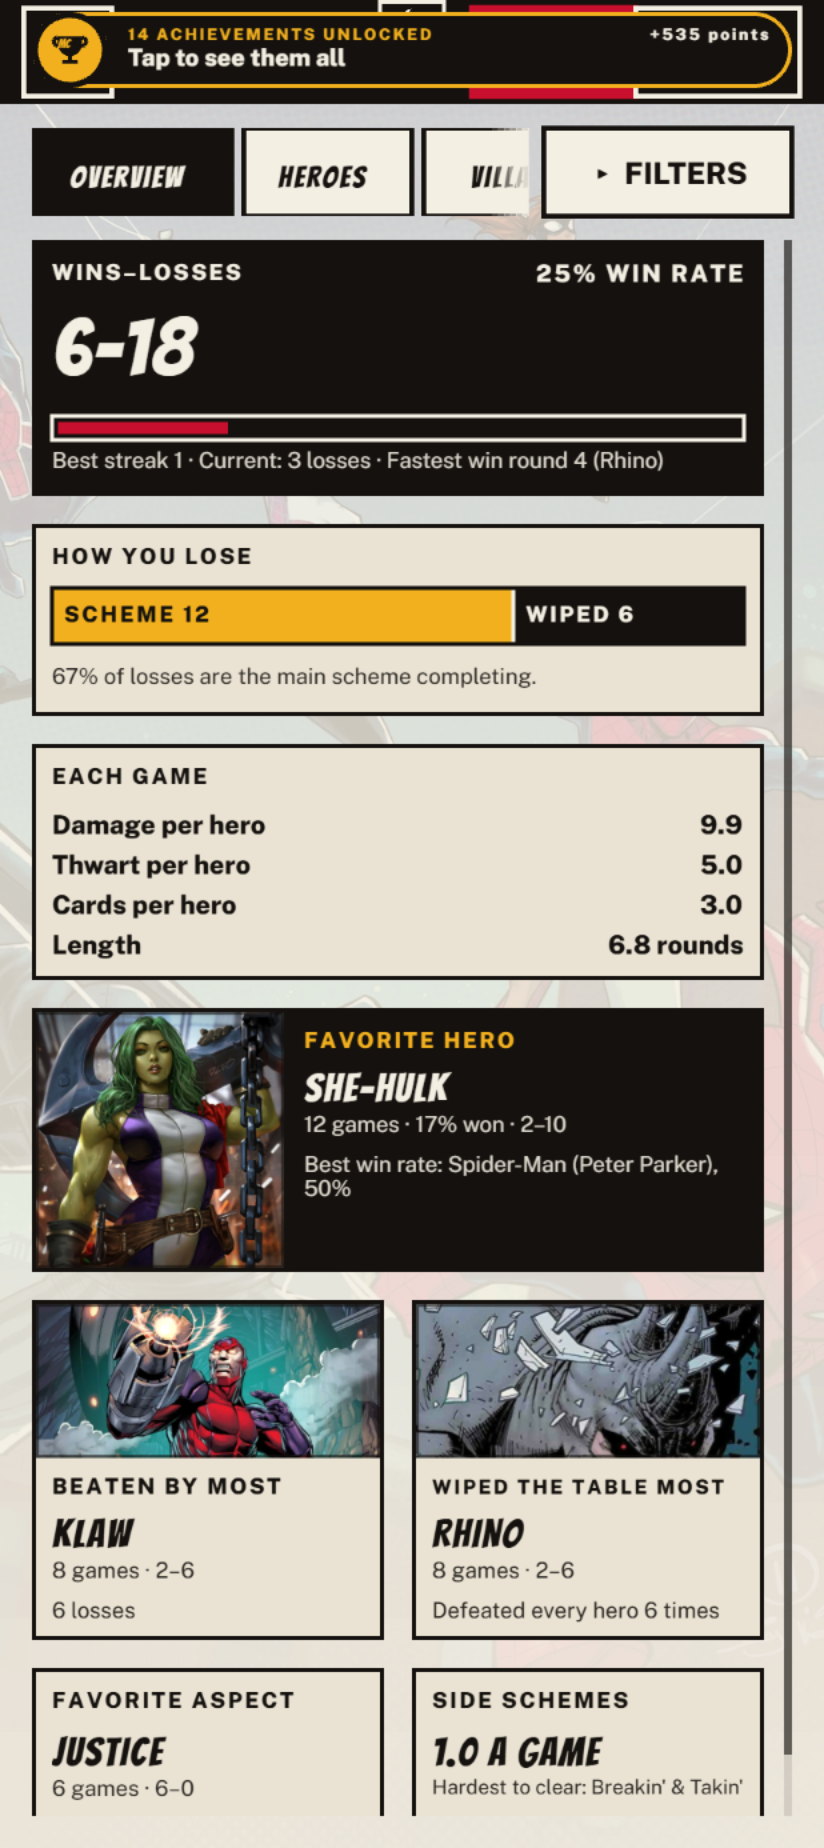 14 ACHIEVEMENTS UNLOCKED
+535 points
Tap to see them all
OVERVIEW
HEROES
VILLA
▸ FILTERS
WINS–LOSSES
25% WIN RATE
6–18
Best streak 1 · Current: 3 losses · Fastest win round 4 (Rhino)
HOW YOU LOSE
SCHEME 12
WIPED 6
67% of losses are the main scheme completing.
EACH GAME
Damage per hero 9.9
Thwart per hero 5.0
Cards per hero 3.0
Length 6.8 rounds
FAVORITE HERO
SHE-HULK
12 games · 17% won · 2–10
Best win rate: Spider-Man (Peter Parker),
50%
BEATEN BY MOST
KLAW
8 games · 2–6
6 losses
WIPED THE TABLE MOST
RHINO
8 games · 2–6
Defeated every hero 6 times
FAVORITE ASPECT
JUSTICE
6 games · 6–0
SIDE SCHEMES
1.0 A GAME
Hardest to clear: Breakin' & Takin'